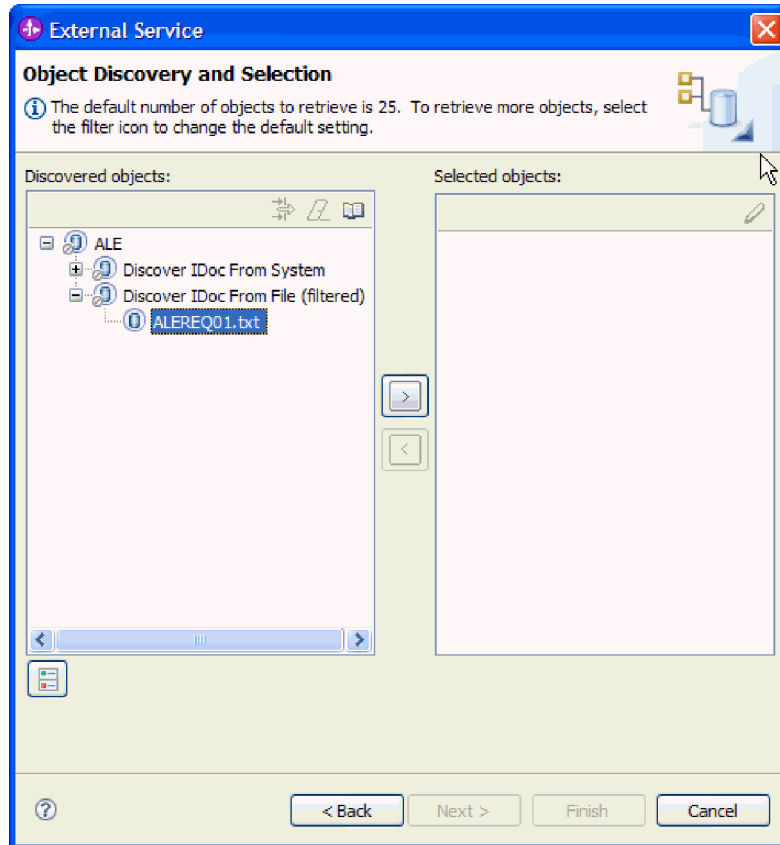 External Service
Object Discovery and Selection
The default number of objects to retrieve is 25. To retrieve more objects, select
the filter icon to change the default setting.
Discovered objects:
Selected objects:
ALE
Discover IDoc From System
Discover IDoc From File (filtered)
ALEREQ01.txt
>
<
< Back
Next >
Finish
Cancel